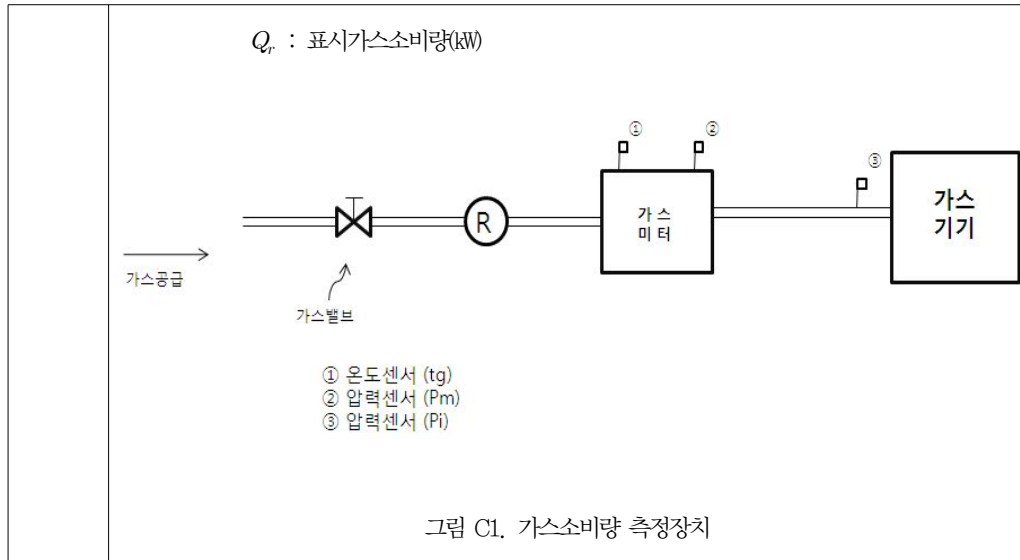 Qr : 표시가스소비량(kW)
①
②
③
가 스
미 터
가스
기기
R
가스공급
가스밸브
① 온도센서 (tg)
② 압력센서 (Pm)
③ 압력센서 (Pi)
그림 C1. 가스소비량 측정장치